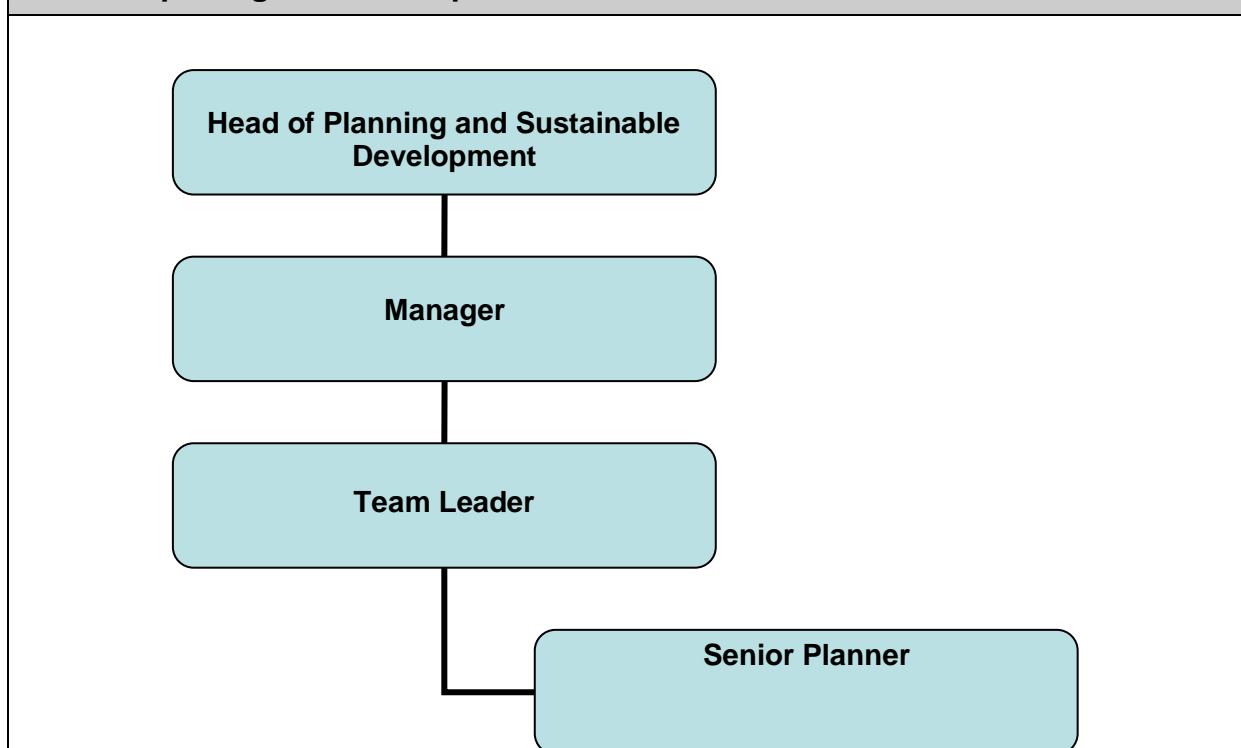 Head of Planning and Sustainable
Development
Manager
Team Leader
Senior Planner